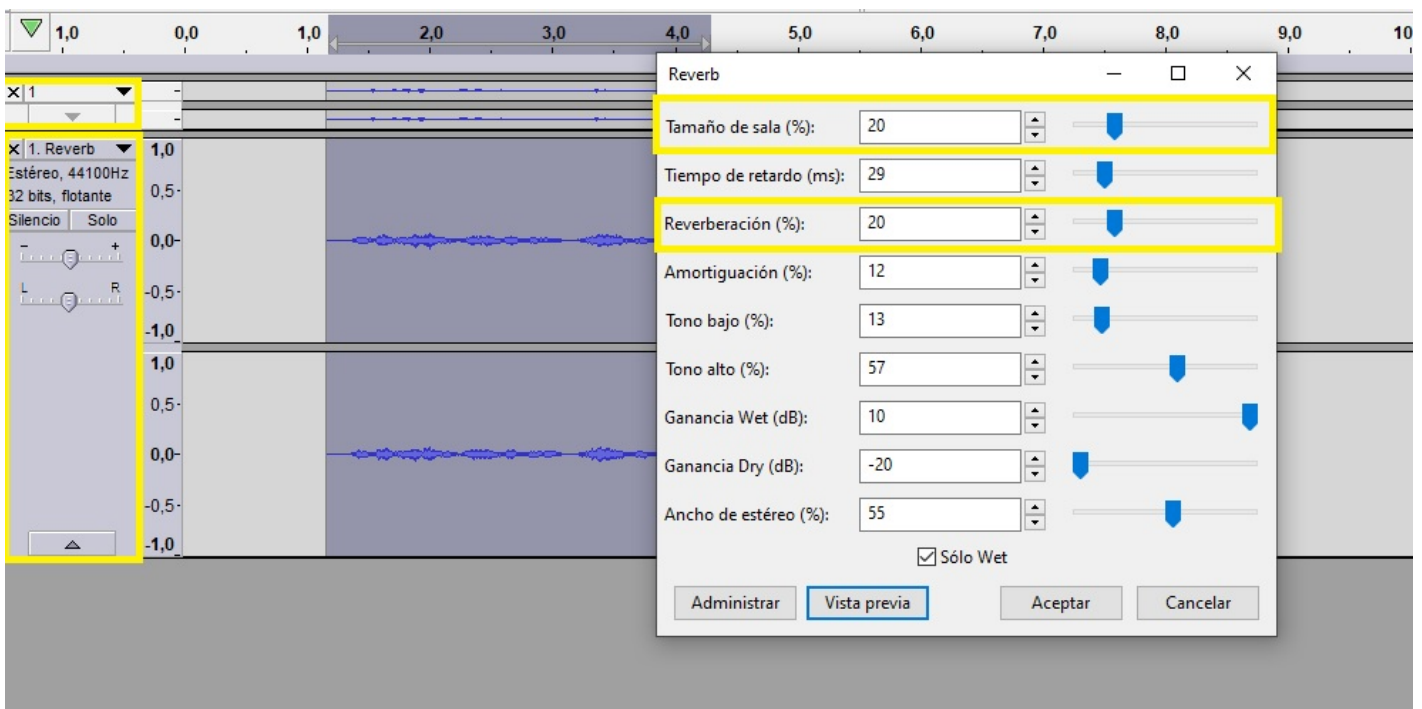 1,0 0,0 1,0 2,0 3,0 4,0 5,0 6,0 7,0 8,0 9,0 10
1
1. Reverb
Estéreo, 44100Hz
32 bits, flotante
Silencio Solo
- +
L R
1,0
0,5
0,0
-0,5
-1,0
1,0
0,5
0,0
-0,5
-1,0
Reverb
Tamaño de sala (%): 20
Tiempo de retardo (ms): 29
Reverberación (%): 20
Amortiguación (%): 12
Tono bajo (%): 13
Tono alto (%): 57
Ganancia Wet (dB): 10
Ganancia Dry (dB): -20
Ancho de estéreo (%): 55
Sólo Wet
Administrar Vista previa Aceptar Cancelar